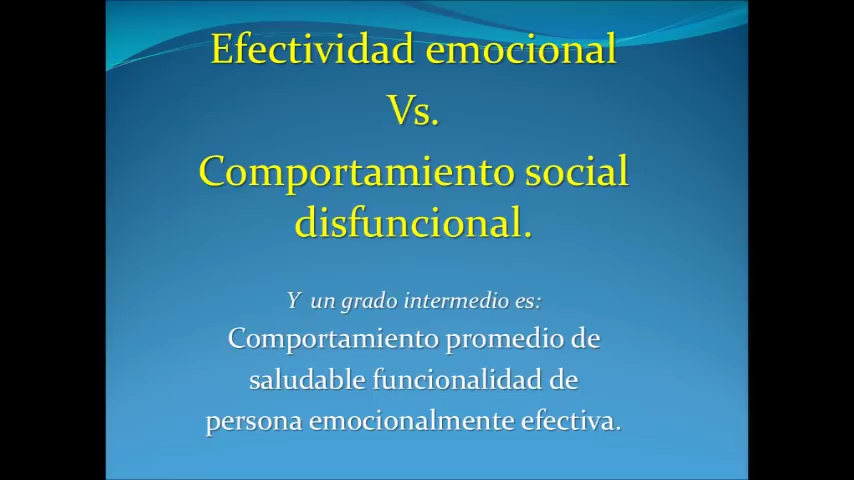 Efectividad emocional
Vs.
Comportamiento social
disfuncional.
Y un grado intermedio es:
Comportamiento promedio de
saludable funcionalidad de
persona emocionalmente efectiva.